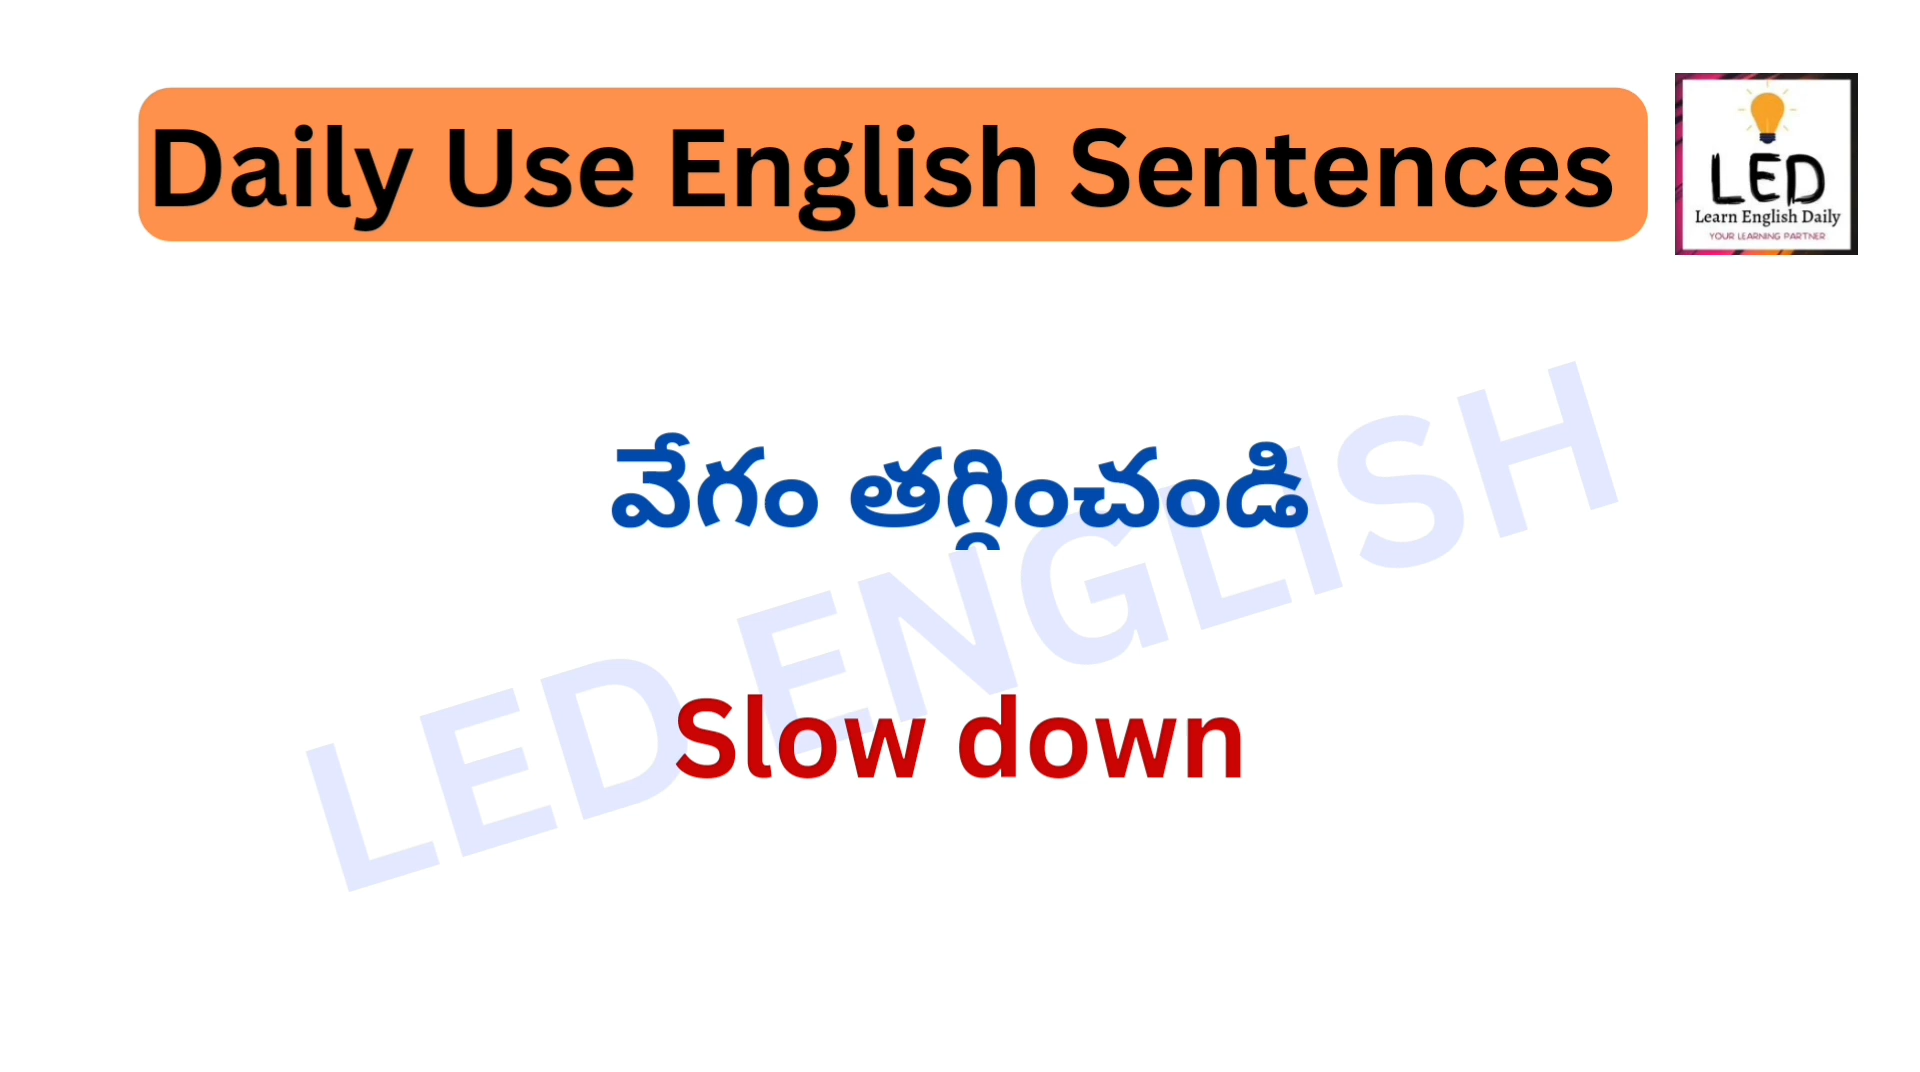 Daily Use English Sentences
LED
Learn English Daily
YOUR LEARNING PARTNER
వేగం తగ్గించండి
LED ENGLISH
Slow down